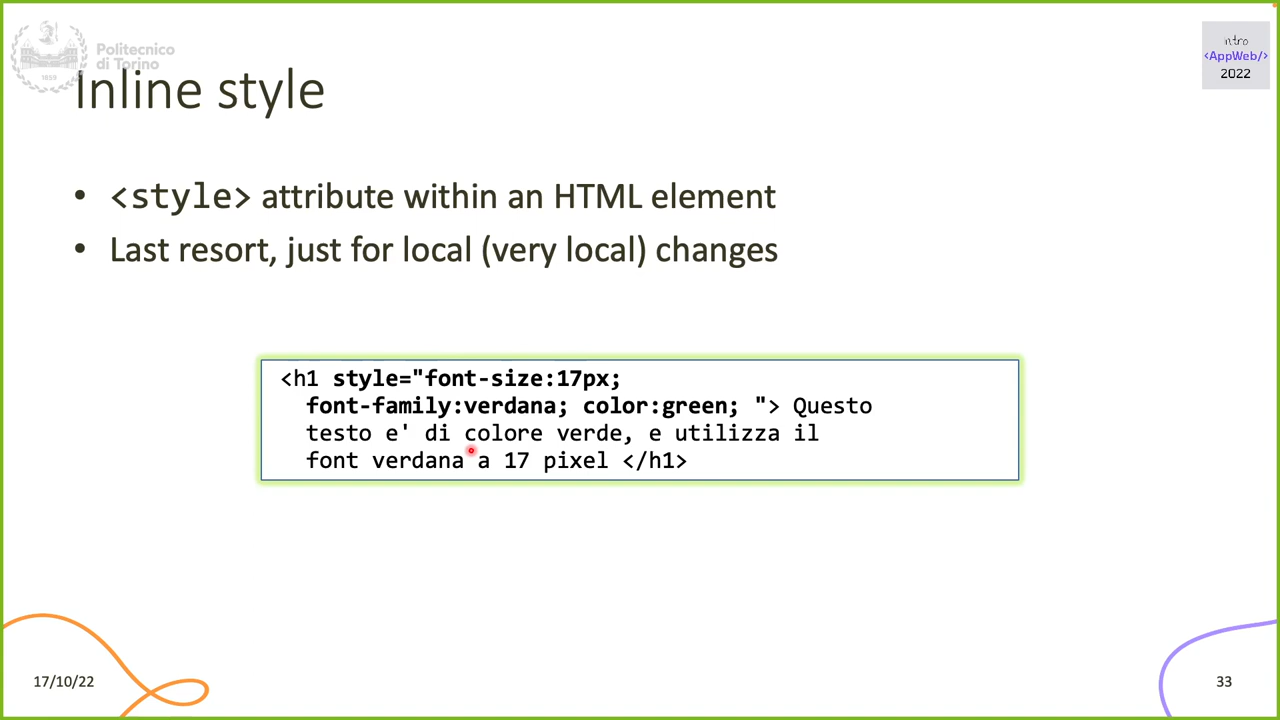 Politecnico
di Torino
1859
intro
<AppWeb/>
2022
Inline style
• <style> attribute within an HTML element
• Last resort, just for local (very local) changes
<h1 style="font-size:17px;
font-family:verdana; color:green; "> Questo
testo e' di colore verde, e utilizza il
font verdana a 17 pixel </h1>
17/10/22
33